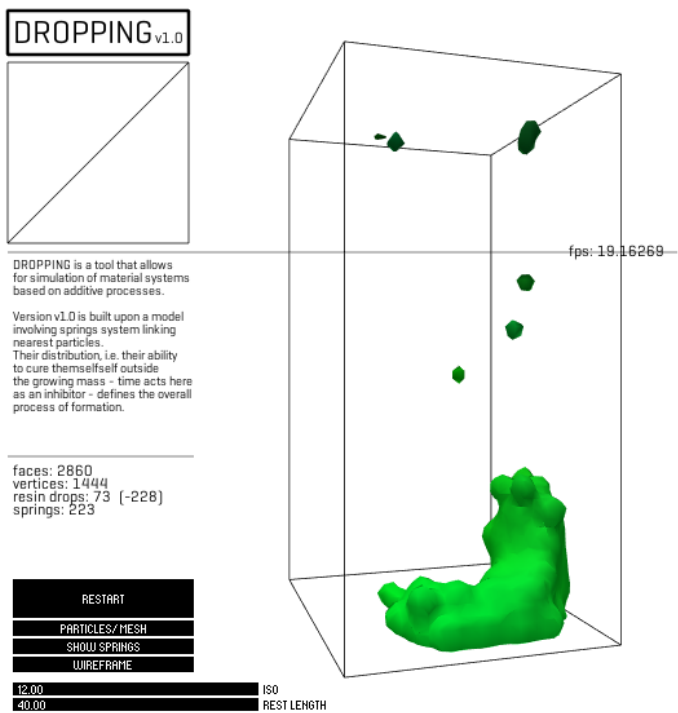 DROPPING v1.0
fps: 19.16269
DROPPING is a tool that allows
for simulation of material systems
based on additive processes.
Version v1.0 is built upon a model
involving springs system linking
nearest particles.
Their distribution, i.e. their ability
to cure themselfself outside
the growing mass - time acts here
as an inhibitor - defines the overall
process of formation.
faces: 2860
vertices: 1444
resin drops: 73 (-228)
springs: 223
RESTART
PARTICLES/MESH
SHOW SPRINGS
WIREFRAME
12.00 ISO
40.00 REST LENGTH